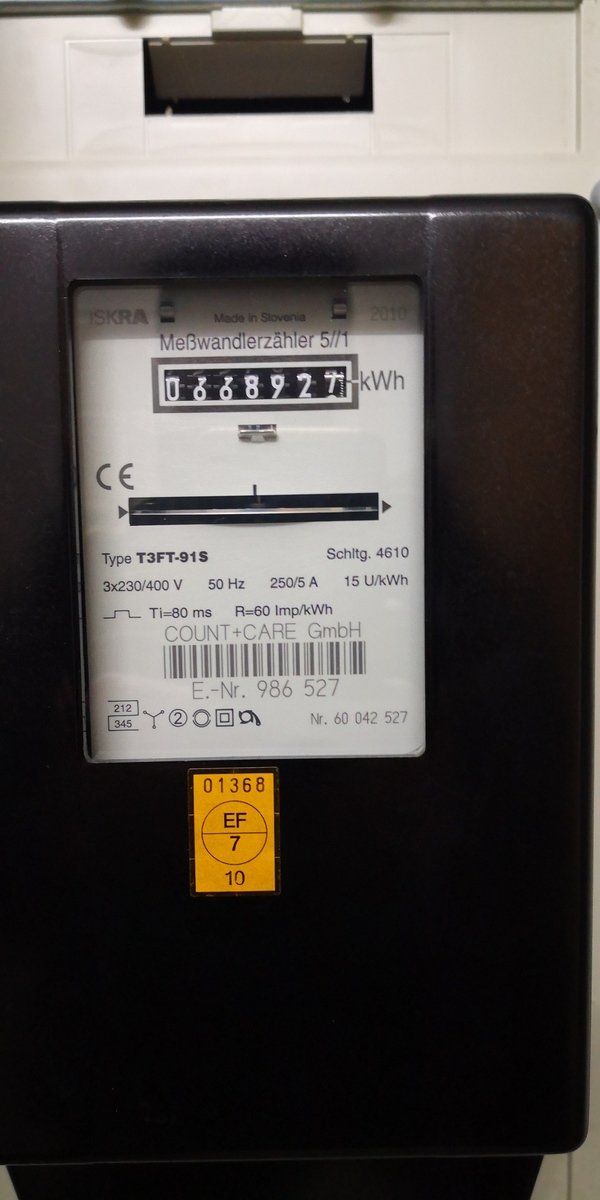 ISKRA Made in Slovenia 2010
Meßwandlerzähler 5//1
0668927 kWh
CE
Type T3FT-91S Schltg. 4610
3x230/400 V 50 Hz 250/5 A 15 U/kWh
Ti=80 ms R=60 Imp/kWh
COUNT+CARE GmbH
E.-Nr. 986 527
212
345
2
Nr. 60 042 527
01368
EF
7
10